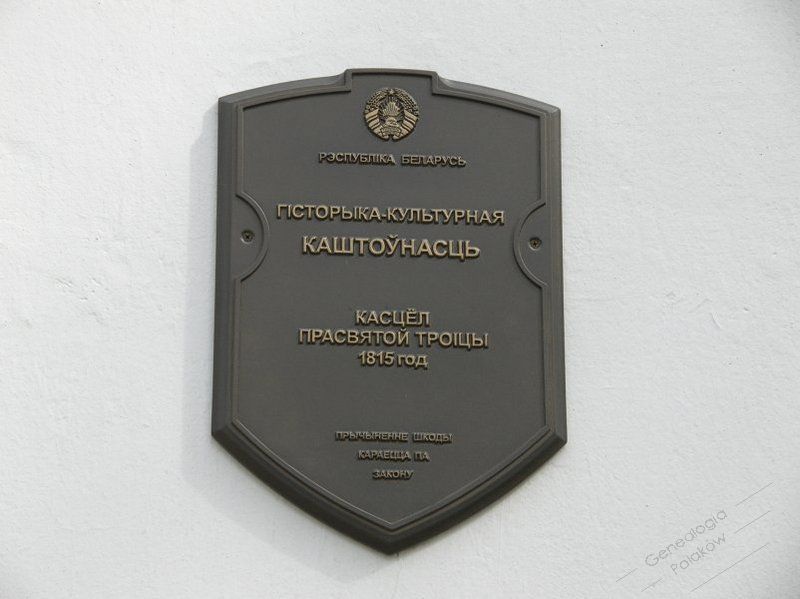 РЭСПУБЛІКА БЕЛАРУСЬ
ГІСТОРЫКА-КУЛЬТУРНАЯ
КАШТОЎНАСЦЬ
КАСЦЁЛ
ПРАСВЯТОЙ ТРОІЦЫ
1815 год
ПРЫЧЫНЕННЕ ШКОДЫ
КАРАЕЦЦА ПА
ЗАКОНУ
Genealogia
Polaków